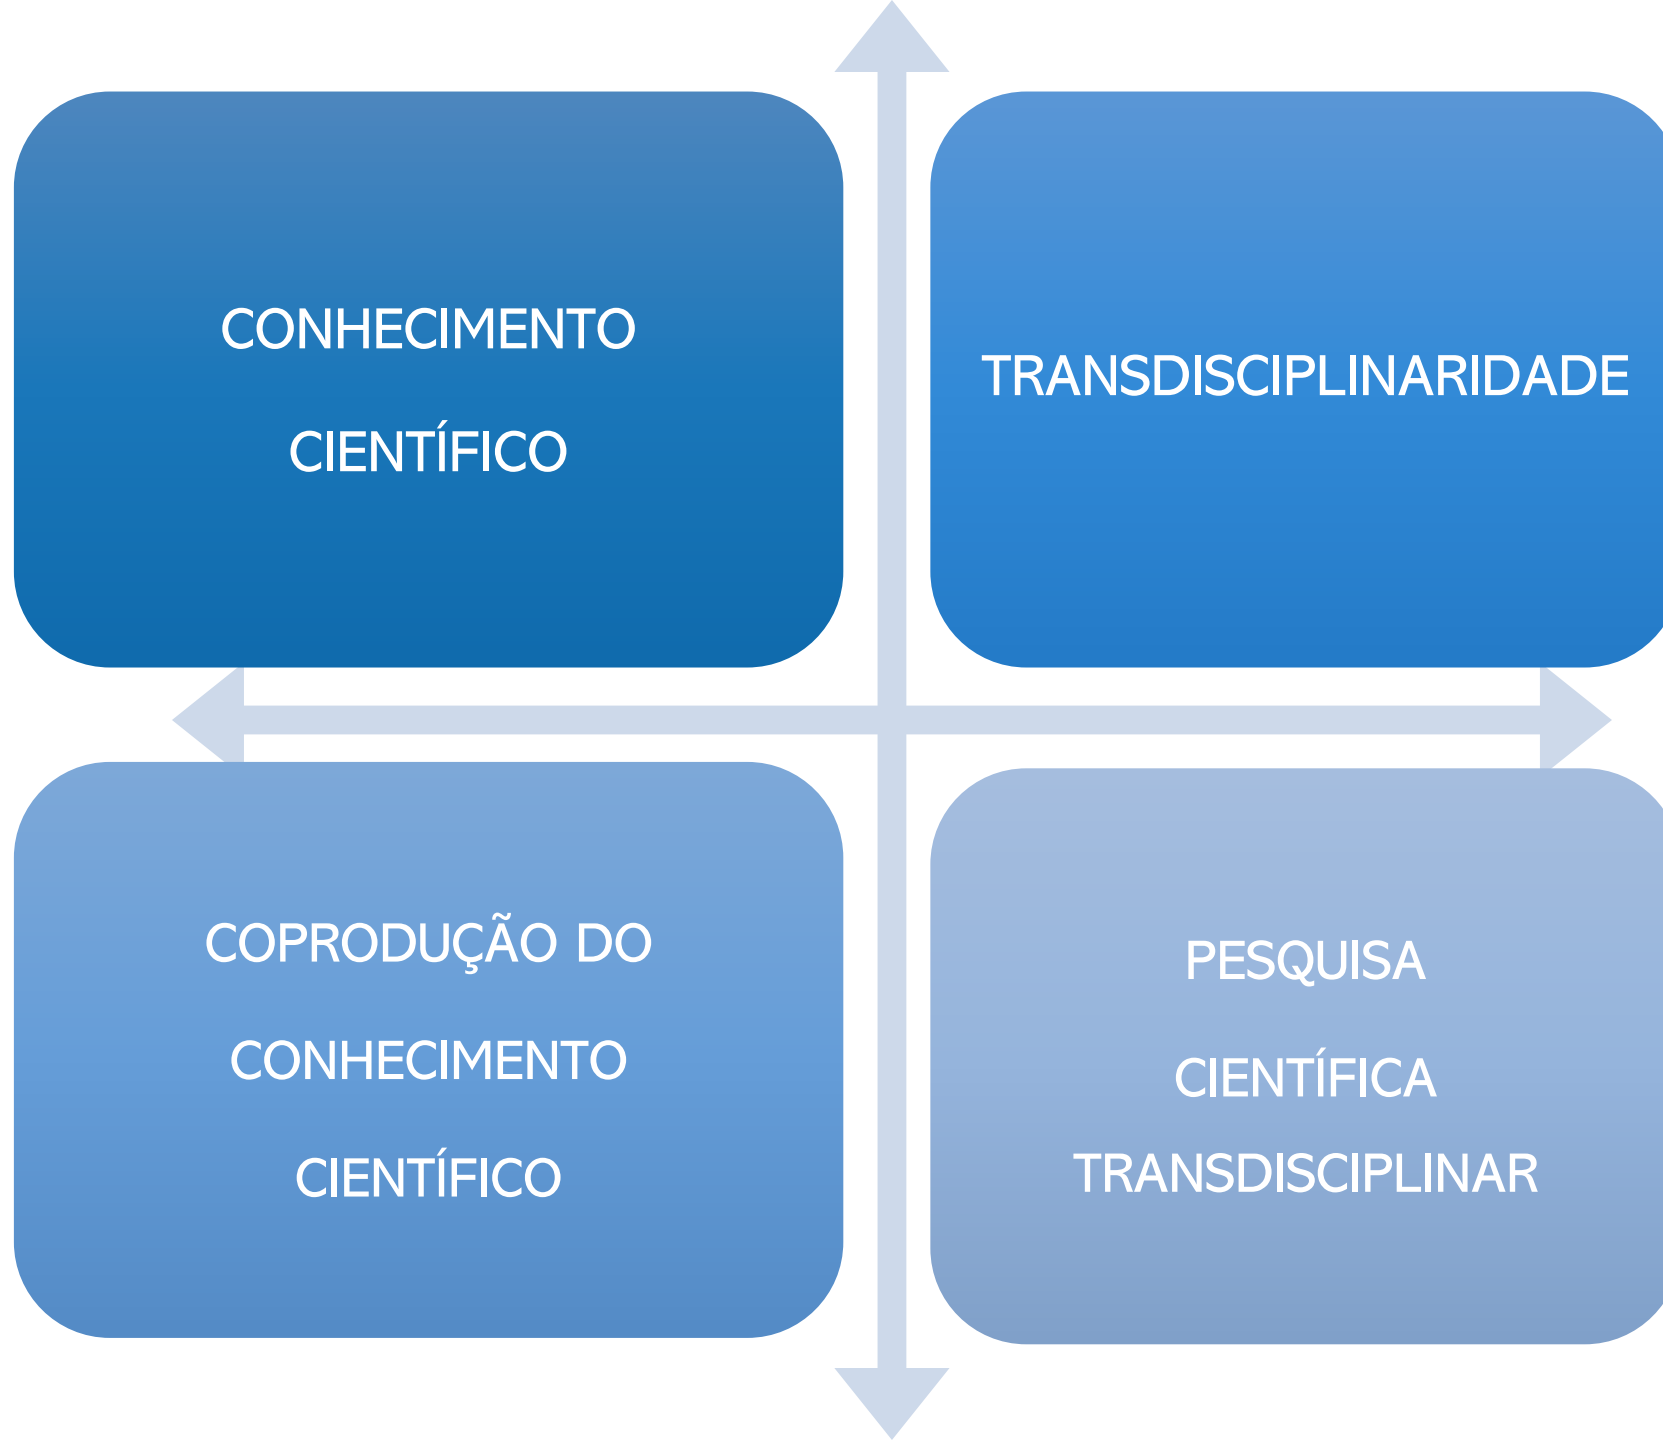 CONHECIMENTO
CIENTÍFICO
TRANSDISCIPLINARIDADE
COPRODUÇÃO DO
CONHECIMENTO
CIENTÍFICO
PESQUISA
CIENTÍFICA
TRANSDISCIPLINAR